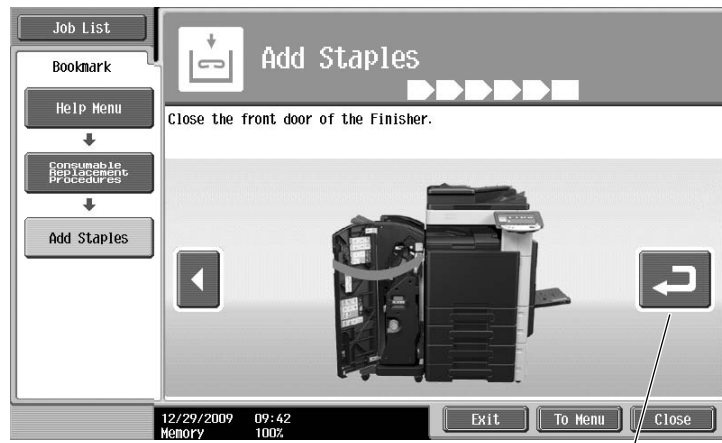 Job List
Bookmark
Help Menu
Consumable
Replacement
Procedures
Add Staples
Add Staples
Close the front door of the Finisher.
12/29/2009 09:42
Memory 100%
Exit
To Menu
Close